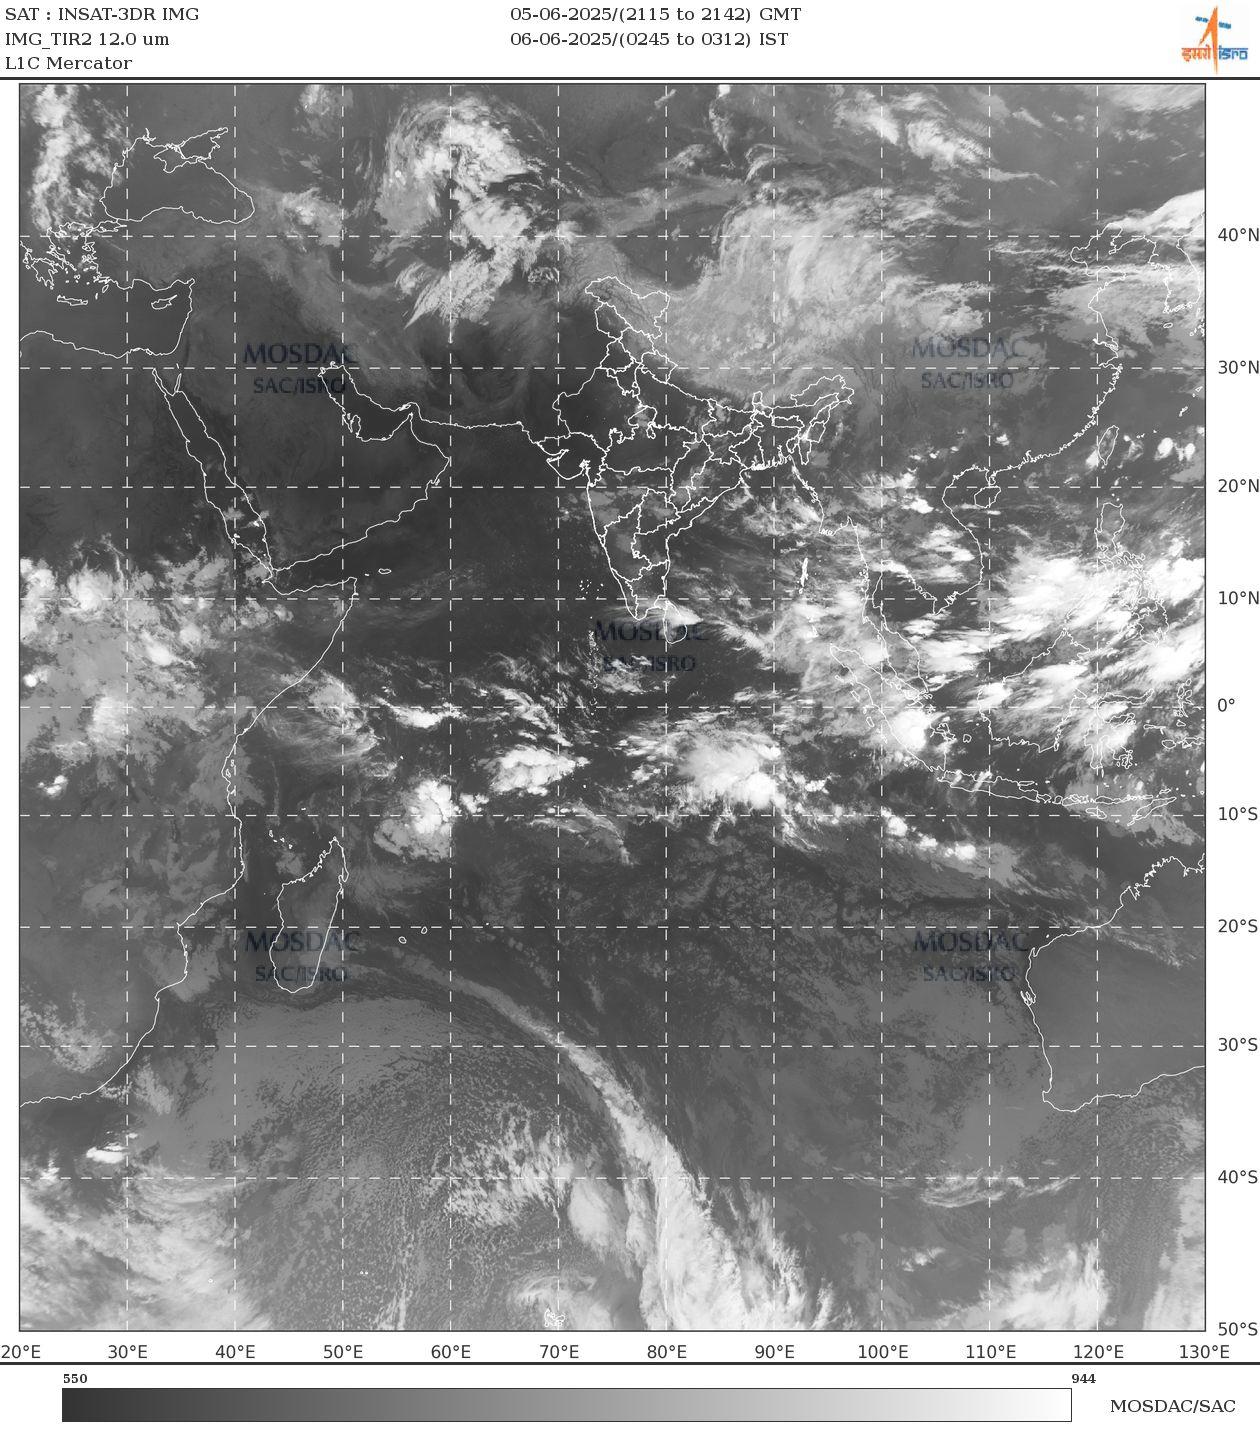 SAT : INSAT-3DR IMG
05-06-2025/(2115 to 2142) GMT
IMG_TIR2 12.0 um
06-06-2025/(0245 to 0312) IST
L1C Mercator
इसरो isro
40°N
MOSDAC
SAC/ISRO
MOSDAC
SAC/ISRO
30°N
20°N
10°N
MOSDAC
SAC/ISRO
0°
10°S
20°S
MOSDAC
SAC/ISRO
MOSDAC
SAC/ISRO
30°S
40°S
50°S
20°E 30°E 40°E 50°E 60°E 70°E 80°E 90°E 100°E 110°E 120°E 130°E
550 944
MOSDAC/SAC